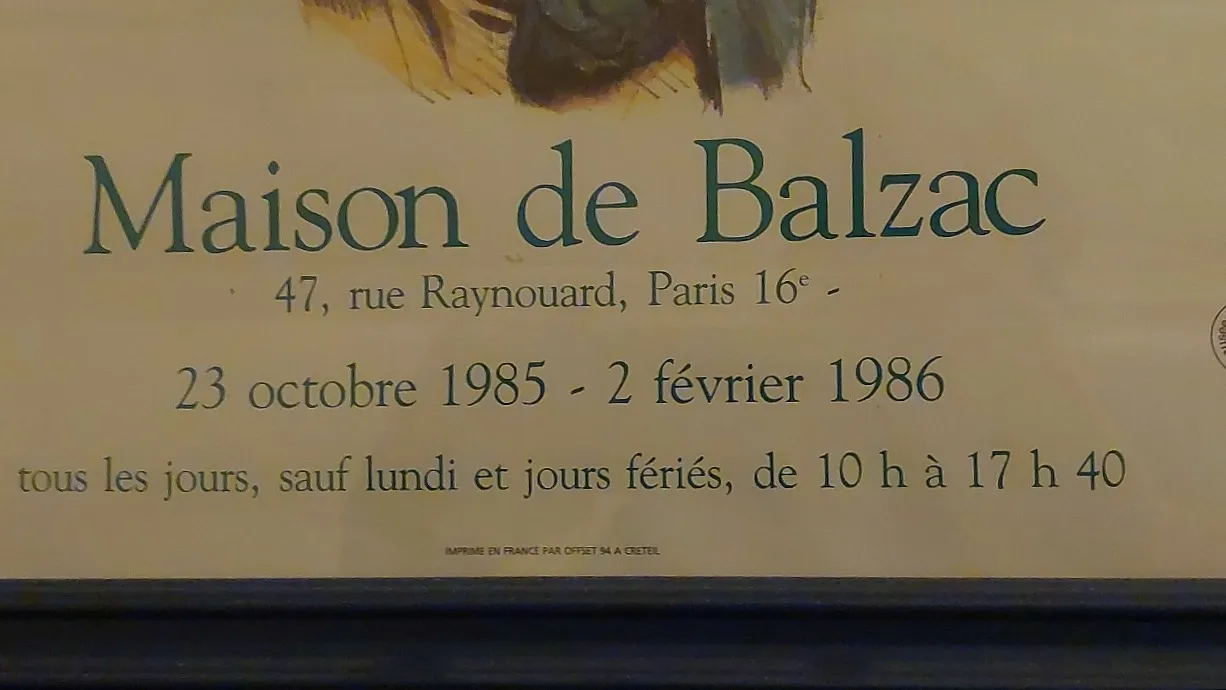 Maison de Balzac
47, rue Raynouard, Paris 16e -
23 octobre 1985 - 2 février 1986
tous les jours, sauf lundi et jours fériés, de 10 h à 17 h 40
IMPRIME EN FRANCE PAR OFFSET 94 A CRETEIL